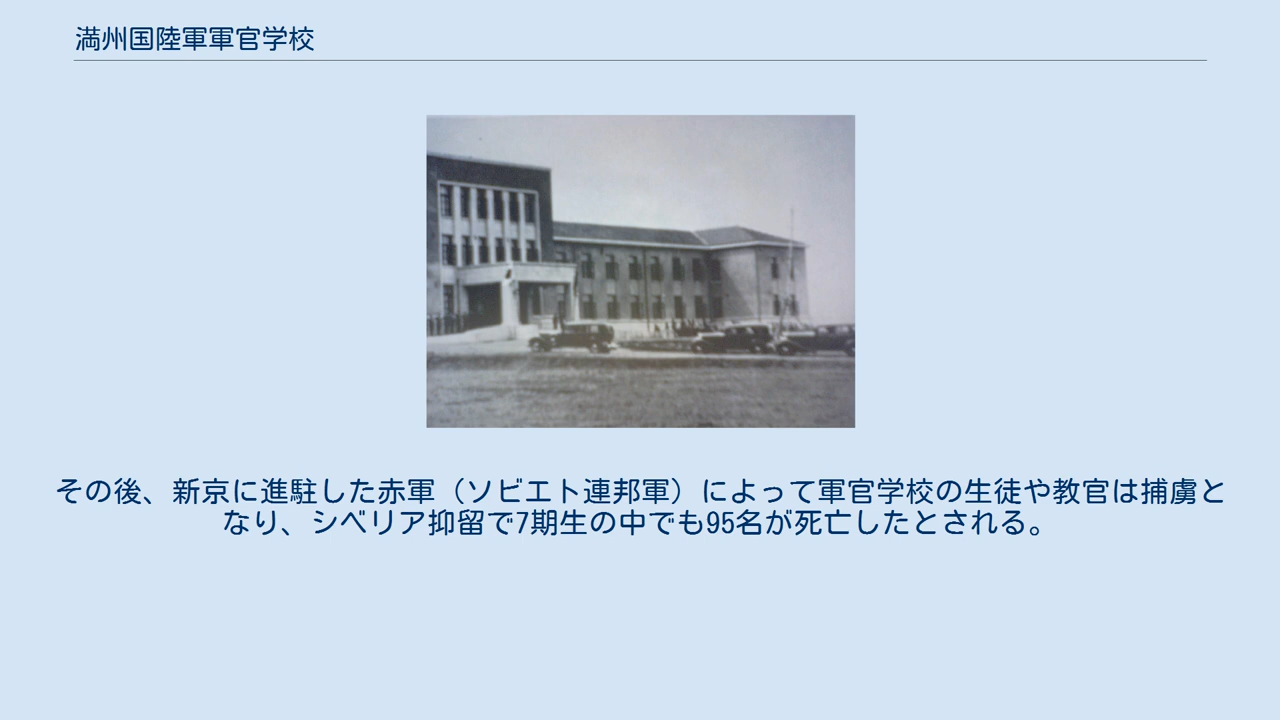 満州国陸軍軍官学校
その後、新京に進駐した赤軍（ソビエト連邦軍）によって軍官学校の生徒や教官は捕虜と
なり、シベリア抑留で7期生の中でも95名が死亡したとされる。